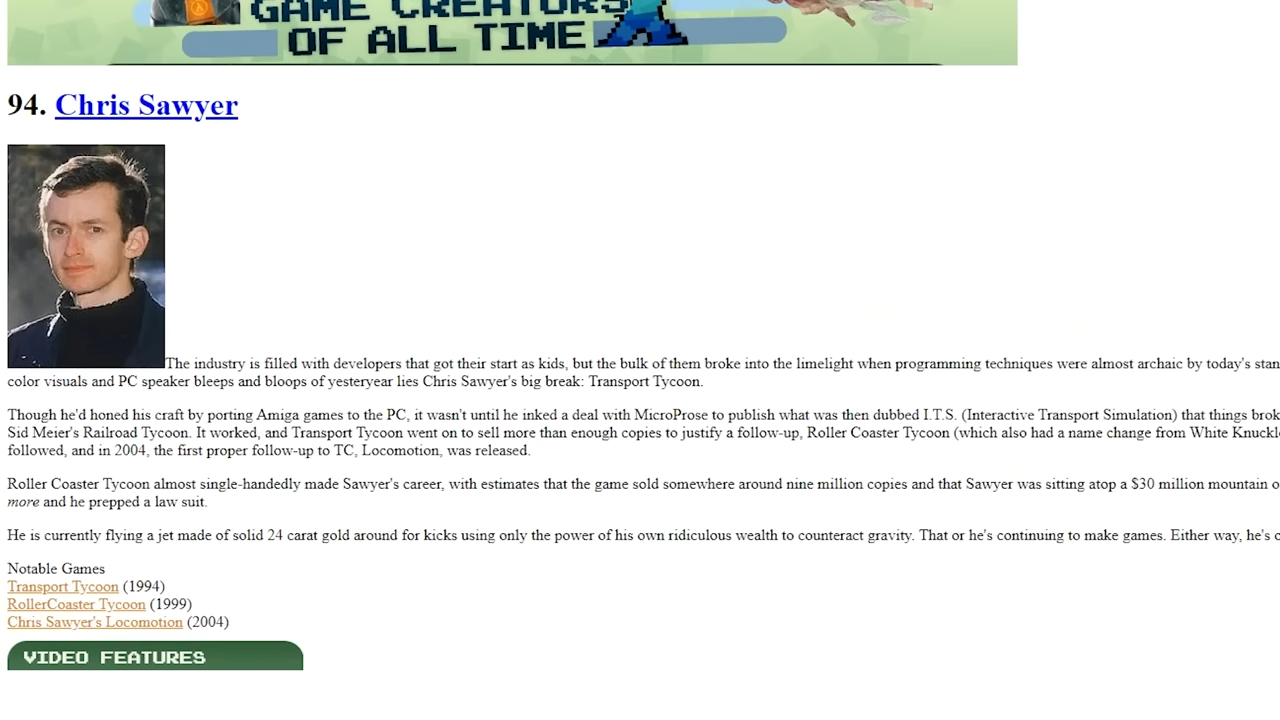 GAME CREATORS
OF ALL TIME
94. Chris Sawyer
The industry is filled with developers that got their start as kids, but the bulk of them broke into the limelight when programming techniques were almost archaic by today's stan
color visuals and PC speaker bleeps and bloops of yesteryear lies Chris Sawyer's big break: Transport Tycoon.
Though he'd honed his craft by porting Amiga games to the PC, it wasn't until he inked a deal with MicroProse to publish what was then dubbed I.T.S. (Interactive Transport Simulation) that things brok
Sid Meier's Railroad Tycoon. It worked, and Transport Tycoon went on to sell more than enough copies to justify a follow-up, Roller Coaster Tycoon (which also had a name change from White Knuckl
followed, and in 2004, the first proper follow-up to TC, Locomotion, was released.
Roller Coaster Tycoon almost single-handedly made Sawyer's career, with estimates that the game sold somewhere around nine million copies and that Sawyer was sitting atop a $30 million mountain o
more and he prepped a law suit.
He is currently flying a jet made of solid 24 carat gold around for kicks using only the power of his own ridiculous wealth to counteract gravity. That or he's continuing to make games. Either way, he's c
Notable Games
Transport Tycoon (1994)
RollerCoaster Tycoon (1999)
Chris Sawyer's Locomotion (2004)
VIDEO FEATURES